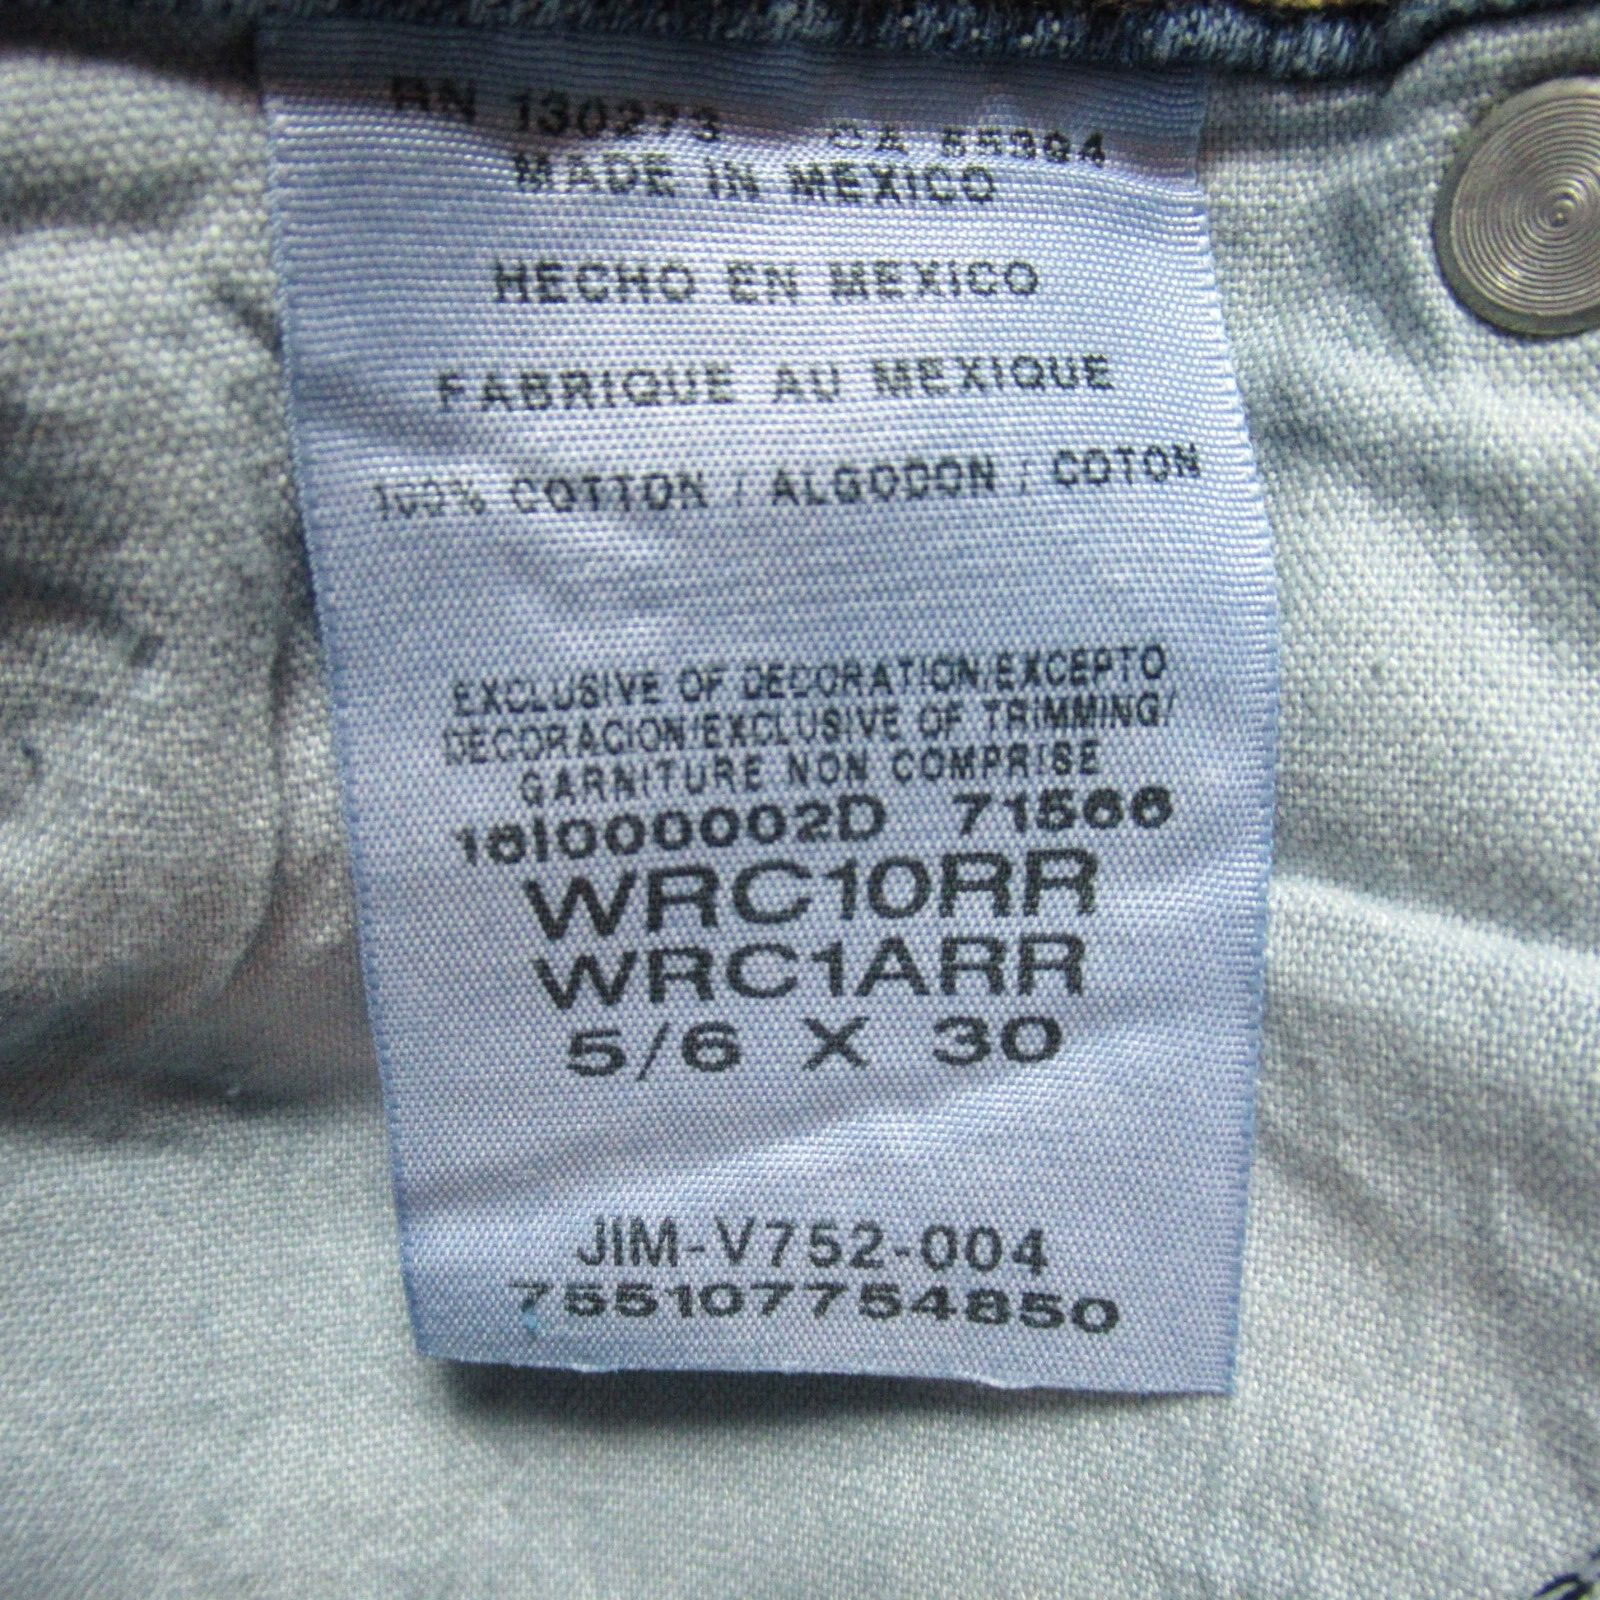 RN 130273 CA 55394
MADE IN MEXICO
HECHO EN MEXICO
FABRIQUE AU MEXIQUE
100% COTTON / ALGODON / COTON
EXCLUSIVE OF DECORATION/EXCEPTO
DECORACION/EXCLUSIVE OF TRIMMING/
GARNITURE NON COMPRISE
16I000002D 71566
WRC10RR
WRC1ARR
5/6 X 30
JIM-V752-004
755107754850